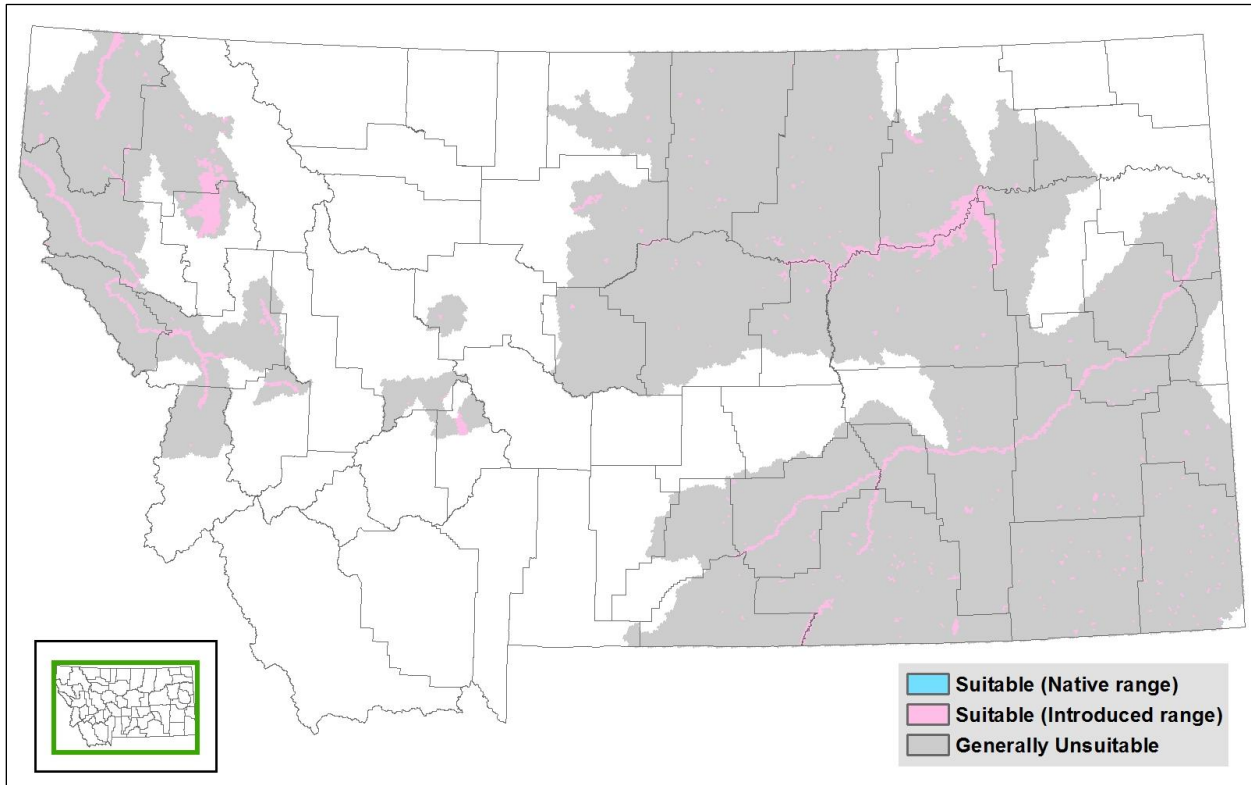 Suitable (Native range)
Suitable (Introduced range)
Generally Unsuitable